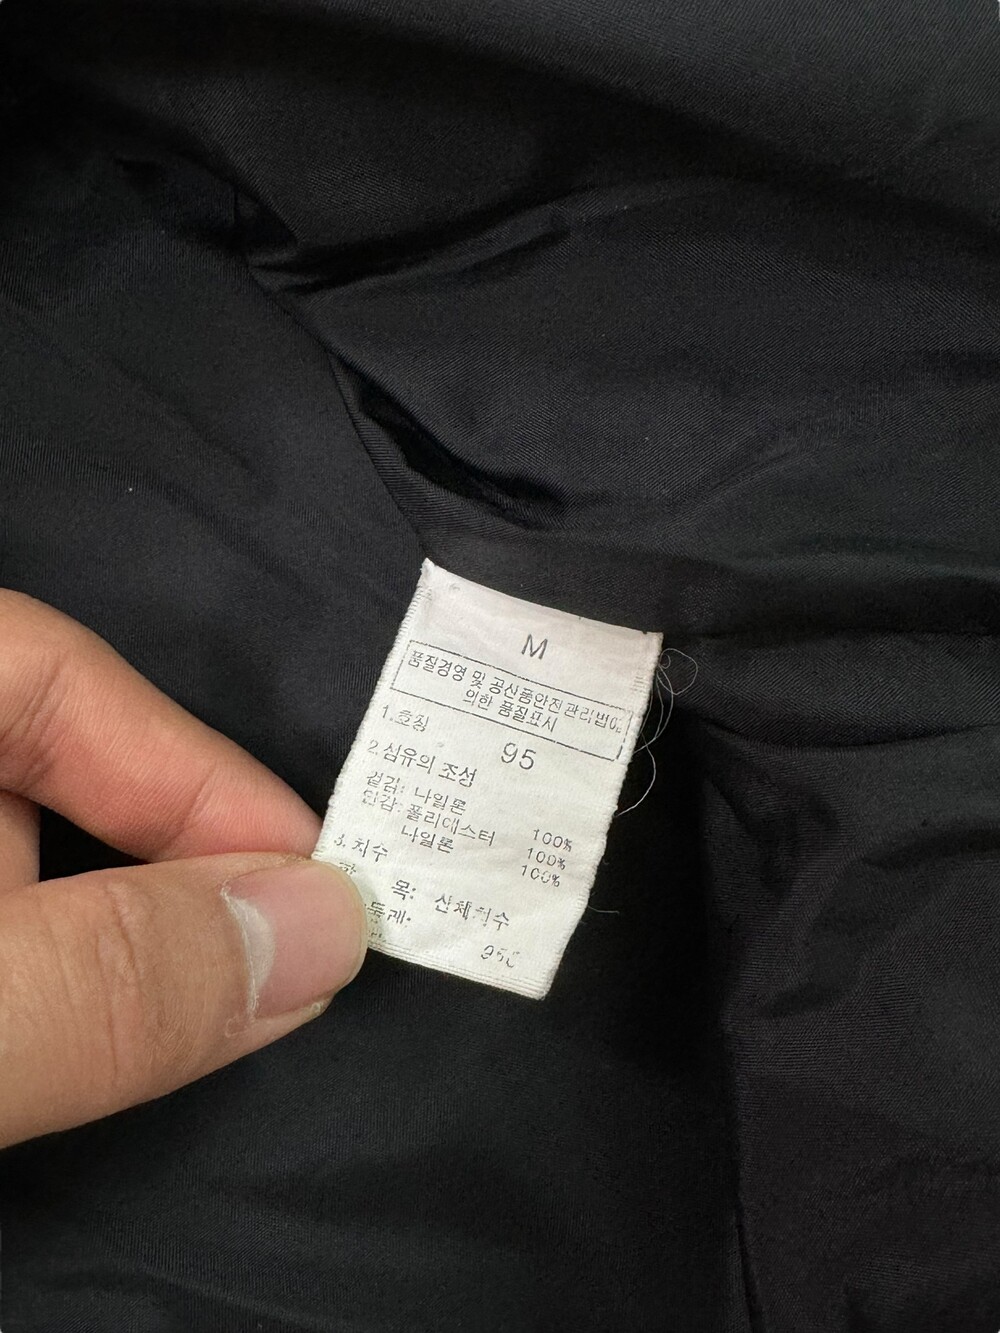 M
품질경영 및 공산품안전관리법에
의한 품질표시
1.호칭
95
2.섬유의 조성
겉감: 나일론 100%
안감: 폴리에스터 100%
나일론 100%
3.치수
목: 신체치수
둘레: